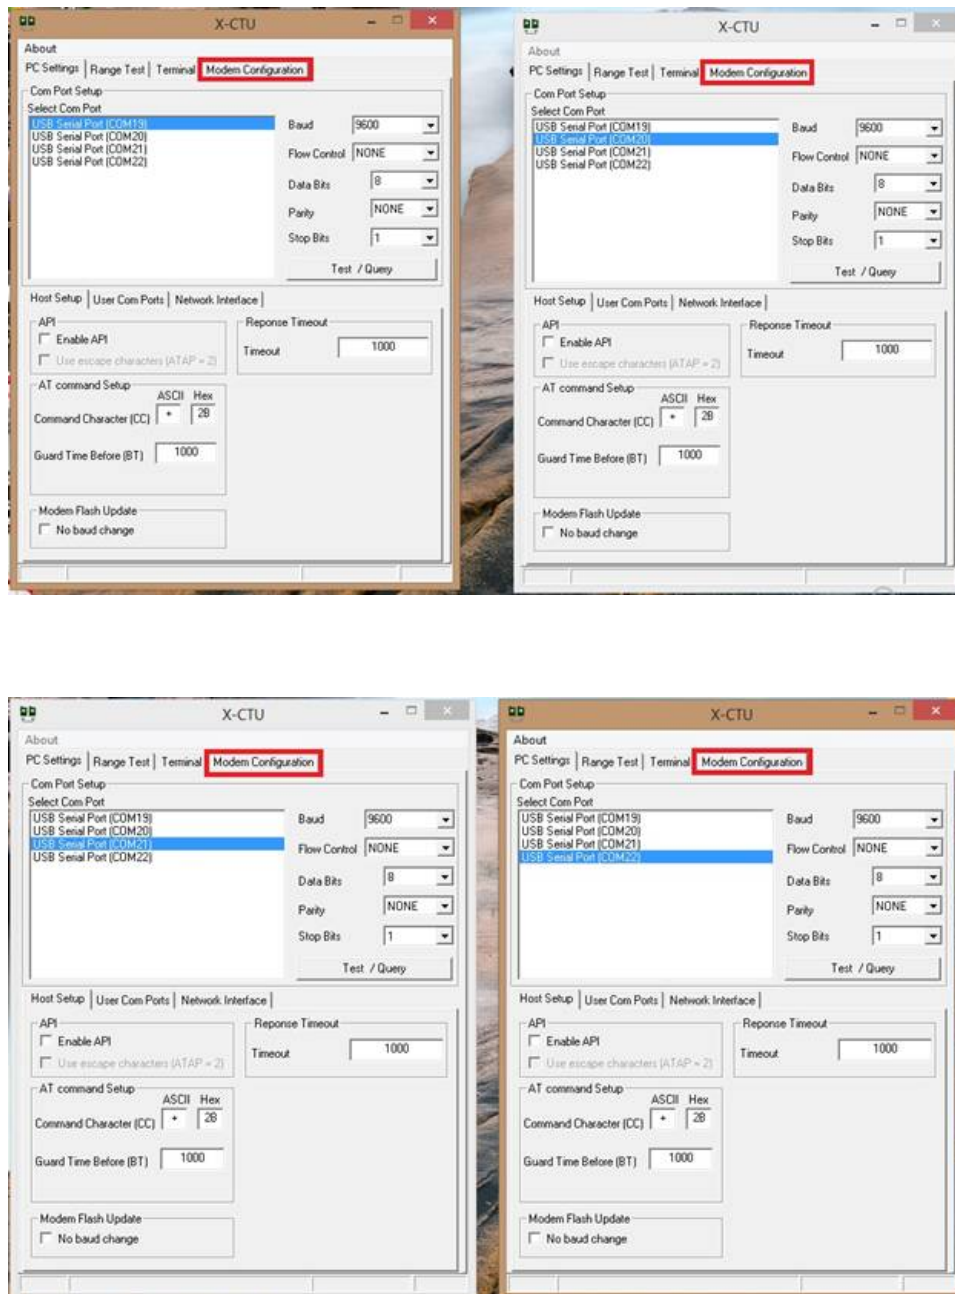 X-CTU
About
PC Settings Range Test Terminal Modem Configuration
Com Port Setup
Select Com Port
USB Serial Port (COM19)
USB Serial Port (COM20)
USB Serial Port (COM21)
USB Serial Port (COM22)
Baud 9600
Flow Control NONE
Data Bits 8
Parity NONE
Stop Bits 1
Test / Query
Host Setup User Com Ports Network Interface
API
Enable API
Use escape characters (ATAP = 2)
Reponse Timeout
Timeout 1000
AT command Setup
ASCII Hex
Command Character (CC) + 2B
Guard Time Before (BT) 1000
Modem Flash Update
No baud change
X-CTU
About
PC Settings Range Test Terminal Modem Configuration
Com Port Setup
Select Com Port
USB Serial Port (COM19)
USB Serial Port (COM20)
USB Serial Port (COM21)
USB Serial Port (COM22)
Baud 9600
Flow Control NONE
Data Bits 8
Parity NONE
Stop Bits 1
Test / Query
Host Setup User Com Ports Network Interface
API
Enable API
Use escape characters (ATAP = 2)
Reponse Timeout
Timeout 1000
AT command Setup
ASCII Hex
Command Character (CC) + 2B
Guard Time Before (BT) 1000
Modem Flash Update
No baud change
X-CTU
About
PC Settings Range Test Terminal Modem Configuration
Com Port Setup
Select Com Port
USB Serial Port (COM19)
USB Serial Port (COM20)
USB Serial Port (COM21)
USB Serial Port (COM22)
Baud 9600
Flow Control NONE
Data Bits 8
Parity NONE
Stop Bits 1
Test / Query
Host Setup User Com Ports Network Interface
API
Enable API
Use escape characters (ATAP = 2)
Reponse Timeout
Timeout 1000
AT command Setup
ASCII Hex
Command Character (CC) + 2B
Guard Time Before (BT) 1000
Modem Flash Update
No baud change
X-CTU
About
PC Settings Range Test Terminal Modem Configuration
Com Port Setup
Select Com Port
USB Serial Port (COM19)
USB Serial Port (COM20)
USB Serial Port (COM21)
USB Serial Port (COM22)
Baud 9600
Flow Control NONE
Data Bits 8
Parity NONE
Stop Bits 1
Test / Query
Host Setup User Com Ports Network Interface
API
Enable API
Use escape characters (ATAP = 2)
Reponse Timeout
Timeout 1000
AT command Setup
ASCII Hex
Command Character (CC) + 2B
Guard Time Before (BT) 1000
Modem Flash Update
No baud change